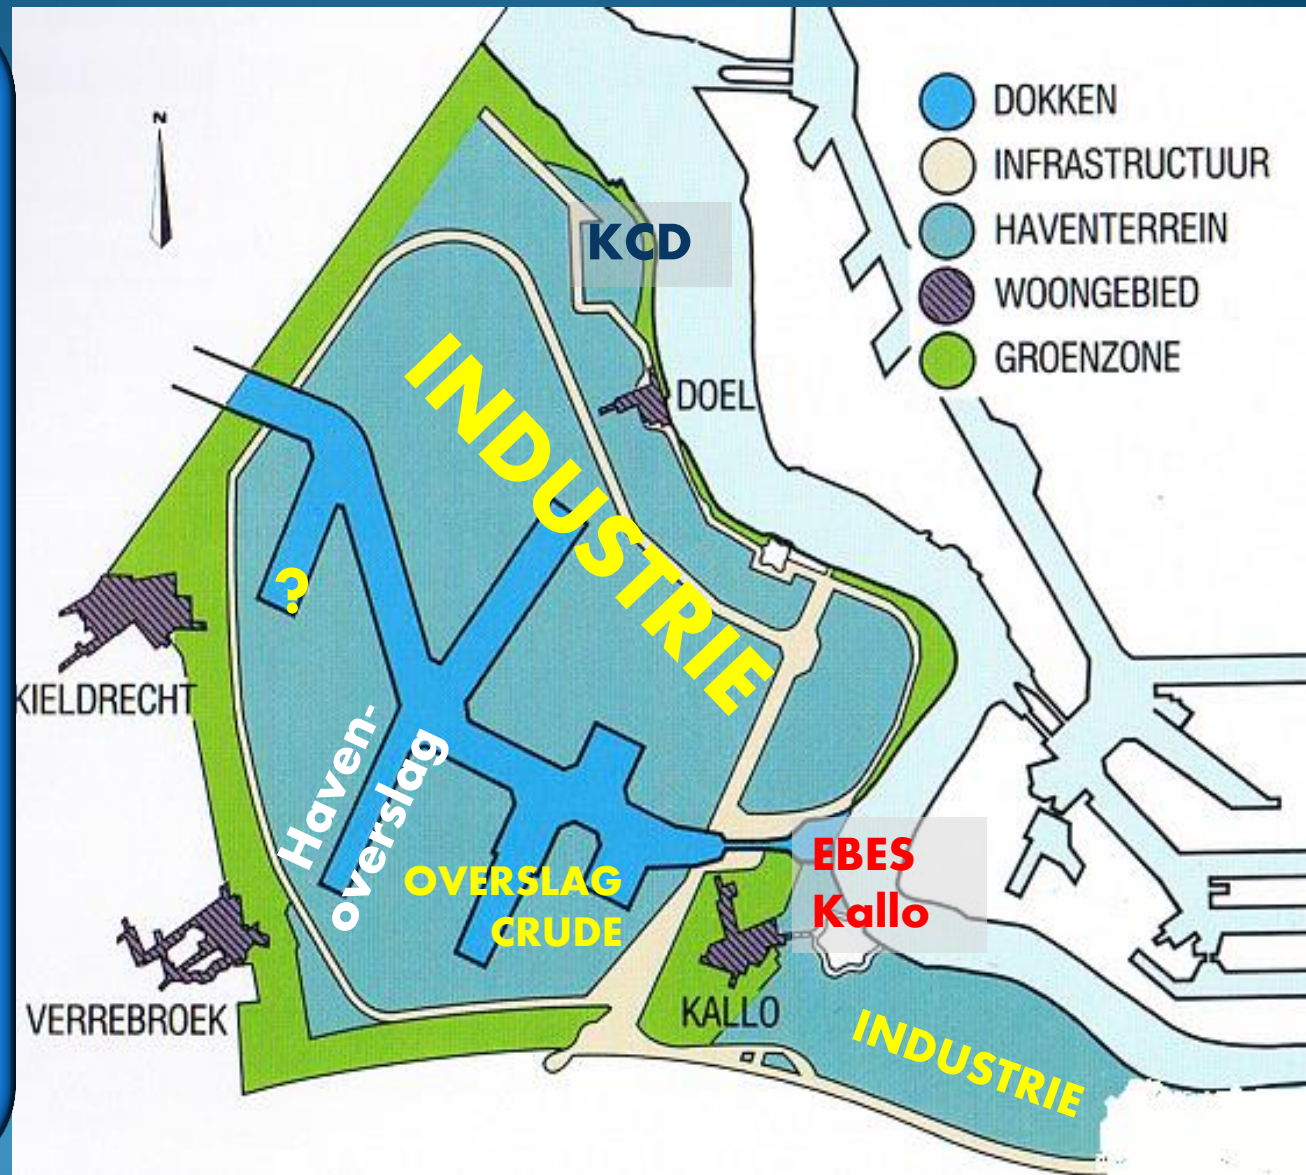 N
DOKKEN
INFRASTRUCTUUR
HAVENTERREIN
WOONGEBIED
GROENZONE
KCD
DOEL
INDUSTRIE
?
KIELDRECHT
Haven-
overslag
OVERSLAG
CRUDE
EBES
Kallo
VERREBROEK
KALLO
INDUSTRIE